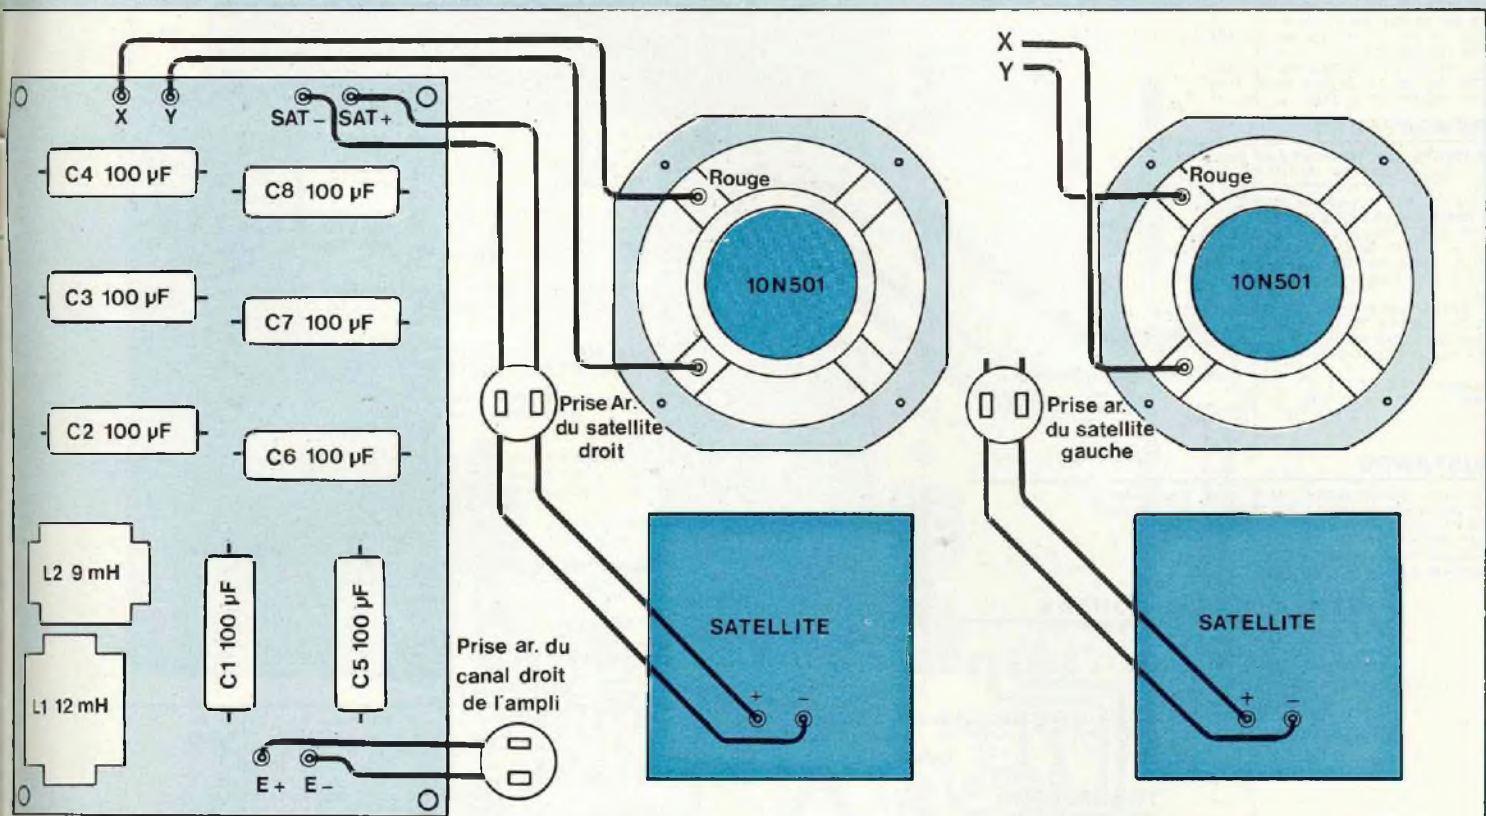 X
Y
SAT -
SAT +
C4 100 µF
C8 100 µF
C3 100 µF
C7 100 µF
C2 100 µF
C6 100 µF
L2 9 mH
L1 12 mH
C1 100 µF
C5 100 µF
E +
E -
Prise ar. du
canal droit
de l'ampli
Rouge
10N501
Prise Ar.
du satellite
droit
SATELLITE
+
-
X
Y
Rouge
10N501
Prise ar.
du satellite
gauche
SATELLITE
+
-